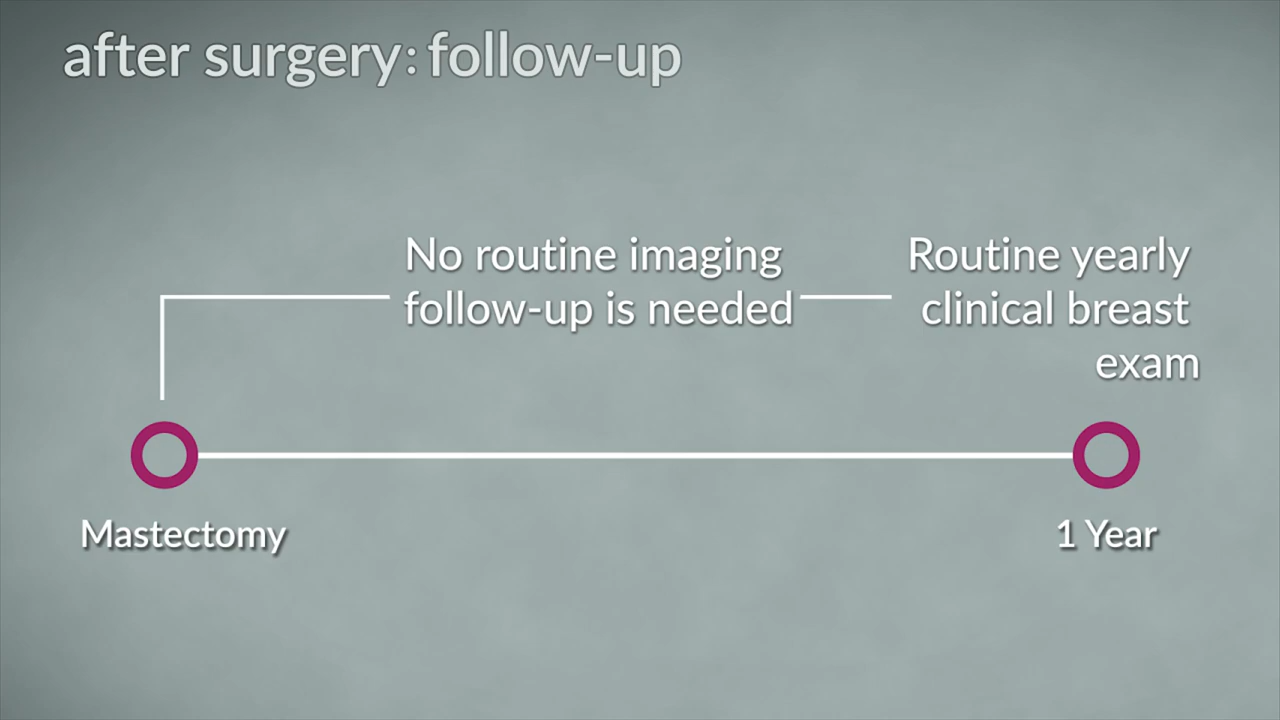 after surgery: follow-up
No routine imaging
follow-up is needed
Routine yearly
clinical breast
exam
Mastectomy
1 Year